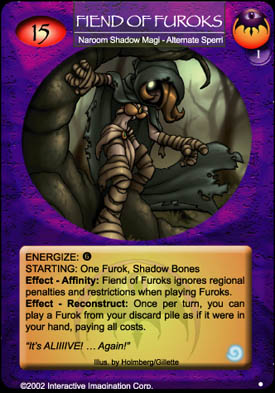 15
FIEND OF FUROKS
Naroom Shadow Magi - Alternate Sperri
1
ENERGIZE: 6
STARTING: One Furok, Shadow Bones
Effect - Affinity: Fiend of Furoks ignores regional
penalties and restrictions when playing Furoks.
Effect - Reconstruct: Once per turn, you can
play a Furok from your discard pile as if it were
in your hand, paying all costs.
“It's ALIIIIVE! ... Again!”
Illus. by Holmberg/Gillette
©2002 Interactive Imagination Corp.